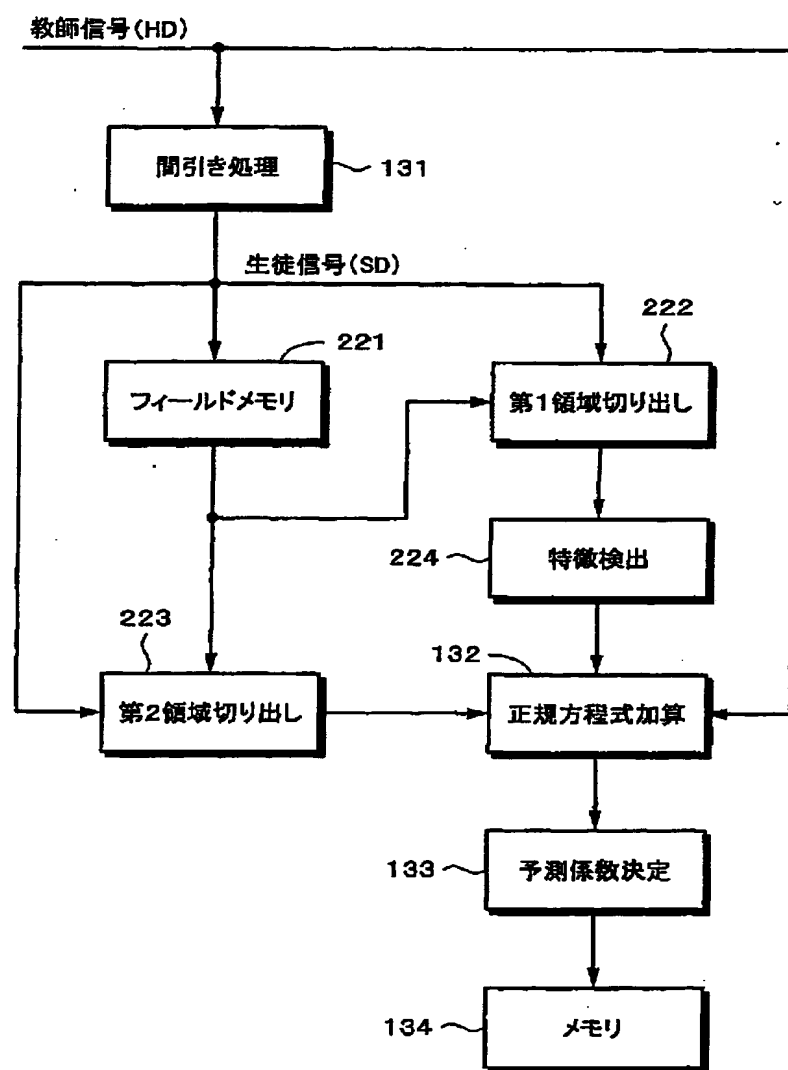 教師信号(HD)
間引き処理
131
生徒信号(SD)
221
222
フィールドメモリ
第1領域切り出し
224
特徴検出
223
132
第2領域切り出し
正規方程式加算
133
予測係数決定
134
メモリ